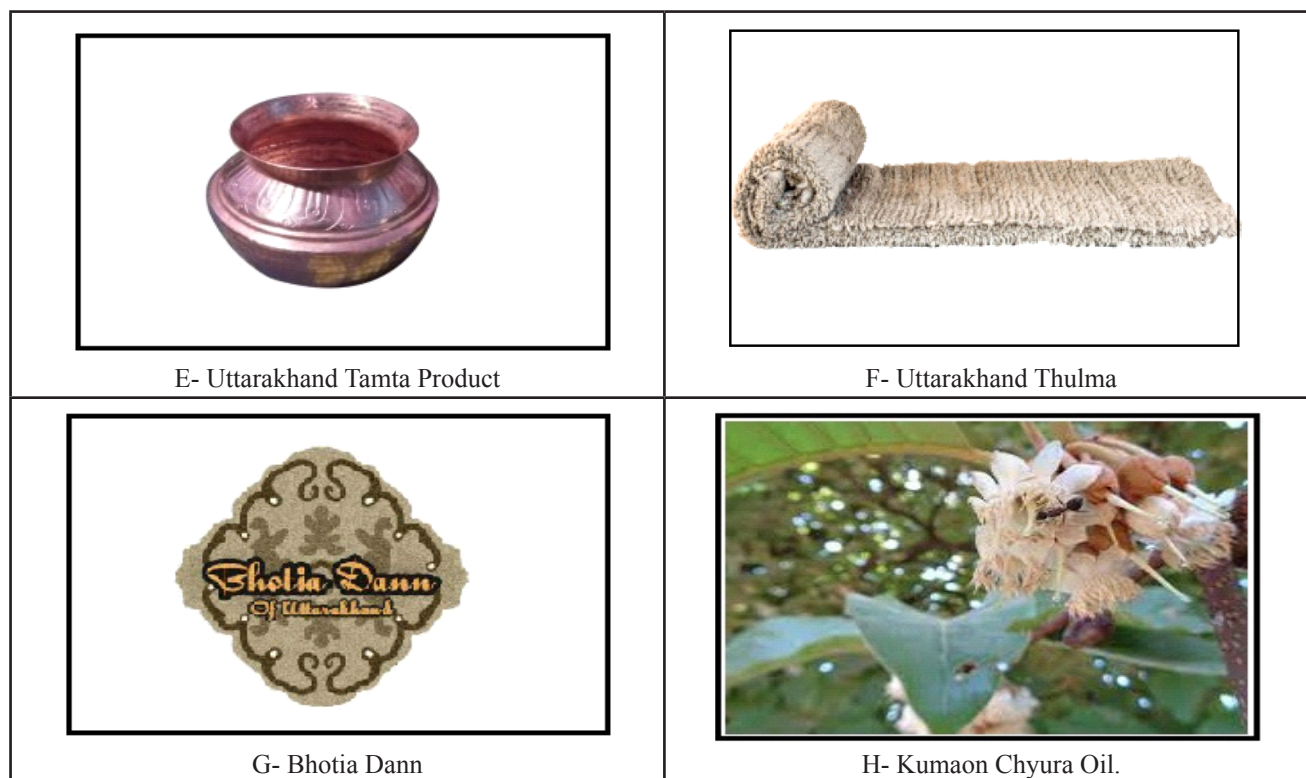 E- Uttarakhand Tamta Product
F- Uttarakhand Thulma
Bhotia Dann
Of Uttarakhand
G- Bhotia Dann
H- Kumaon Chyura Oil.